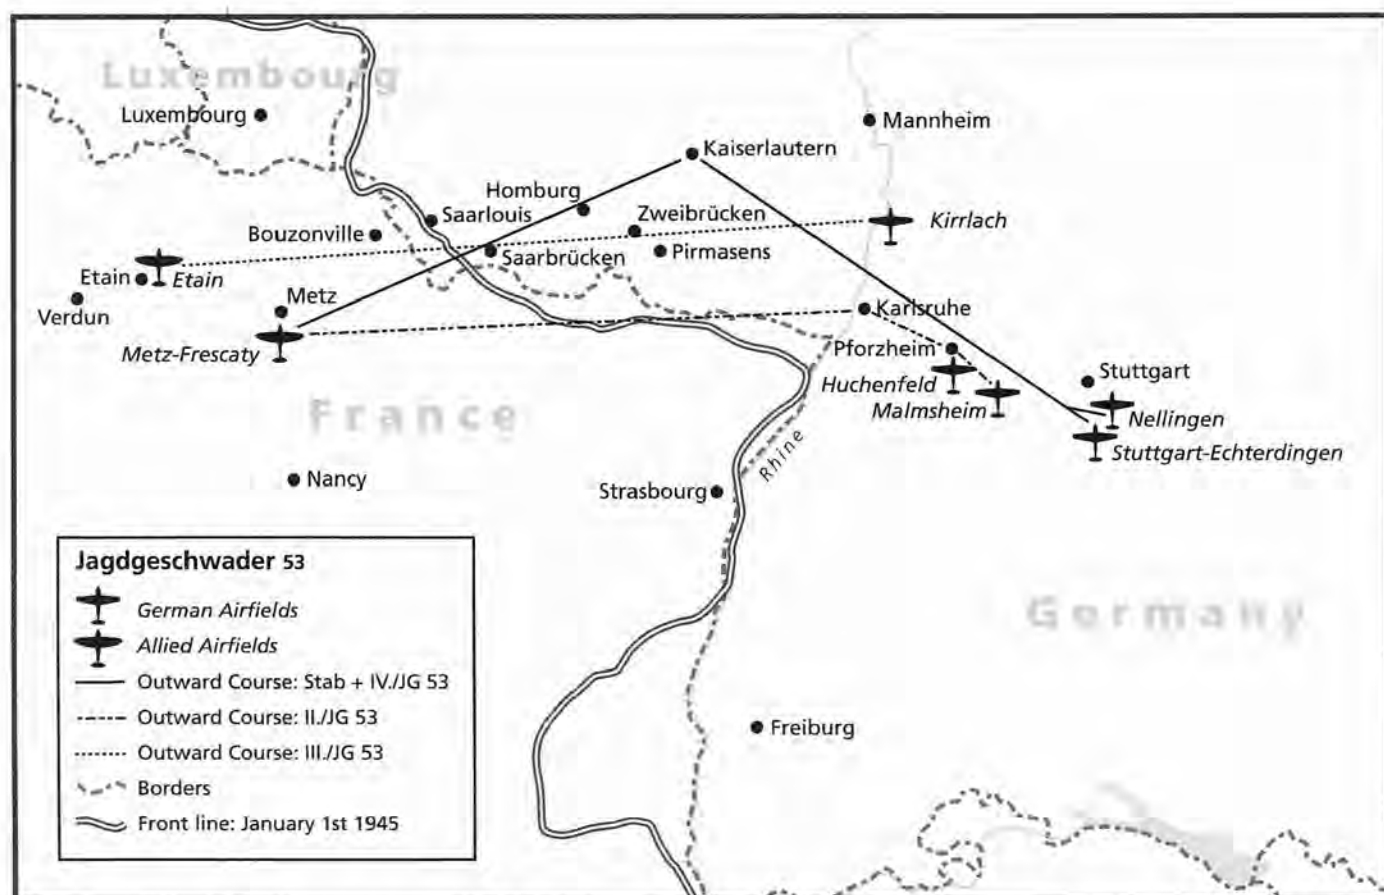 Luxembourg
Luxembourg
Mannheim
Kaiserlautern
Homburg
Saarlouis
Zweibrücken
Kirrlach
Bouzonville
Saarbrücken
Pirmasens
Etain
Etain
Verdun
Metz
Karlsruhe
Metz-Frescaty
Pforzheim
Huchenfeld
Malmsheim
Stuttgart
Nellingen
Stuttgart-Echterdingen
France
Rhine
Nancy
Strasbourg
Germany
Freiburg
Jagdgeschwader 53
German Airfields
Allied Airfields
Outward Course: Stab + IV./JG 53
Outward Course: II./JG 53
Outward Course: III./JG 53
Borders
Front line: January 1st 1945